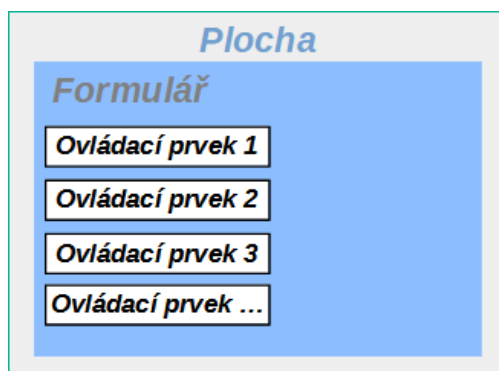 Plocha
Formulář
Ovládací prvek 1
Ovládací prvek 2
Ovládací prvek 3
Ovládací prvek …